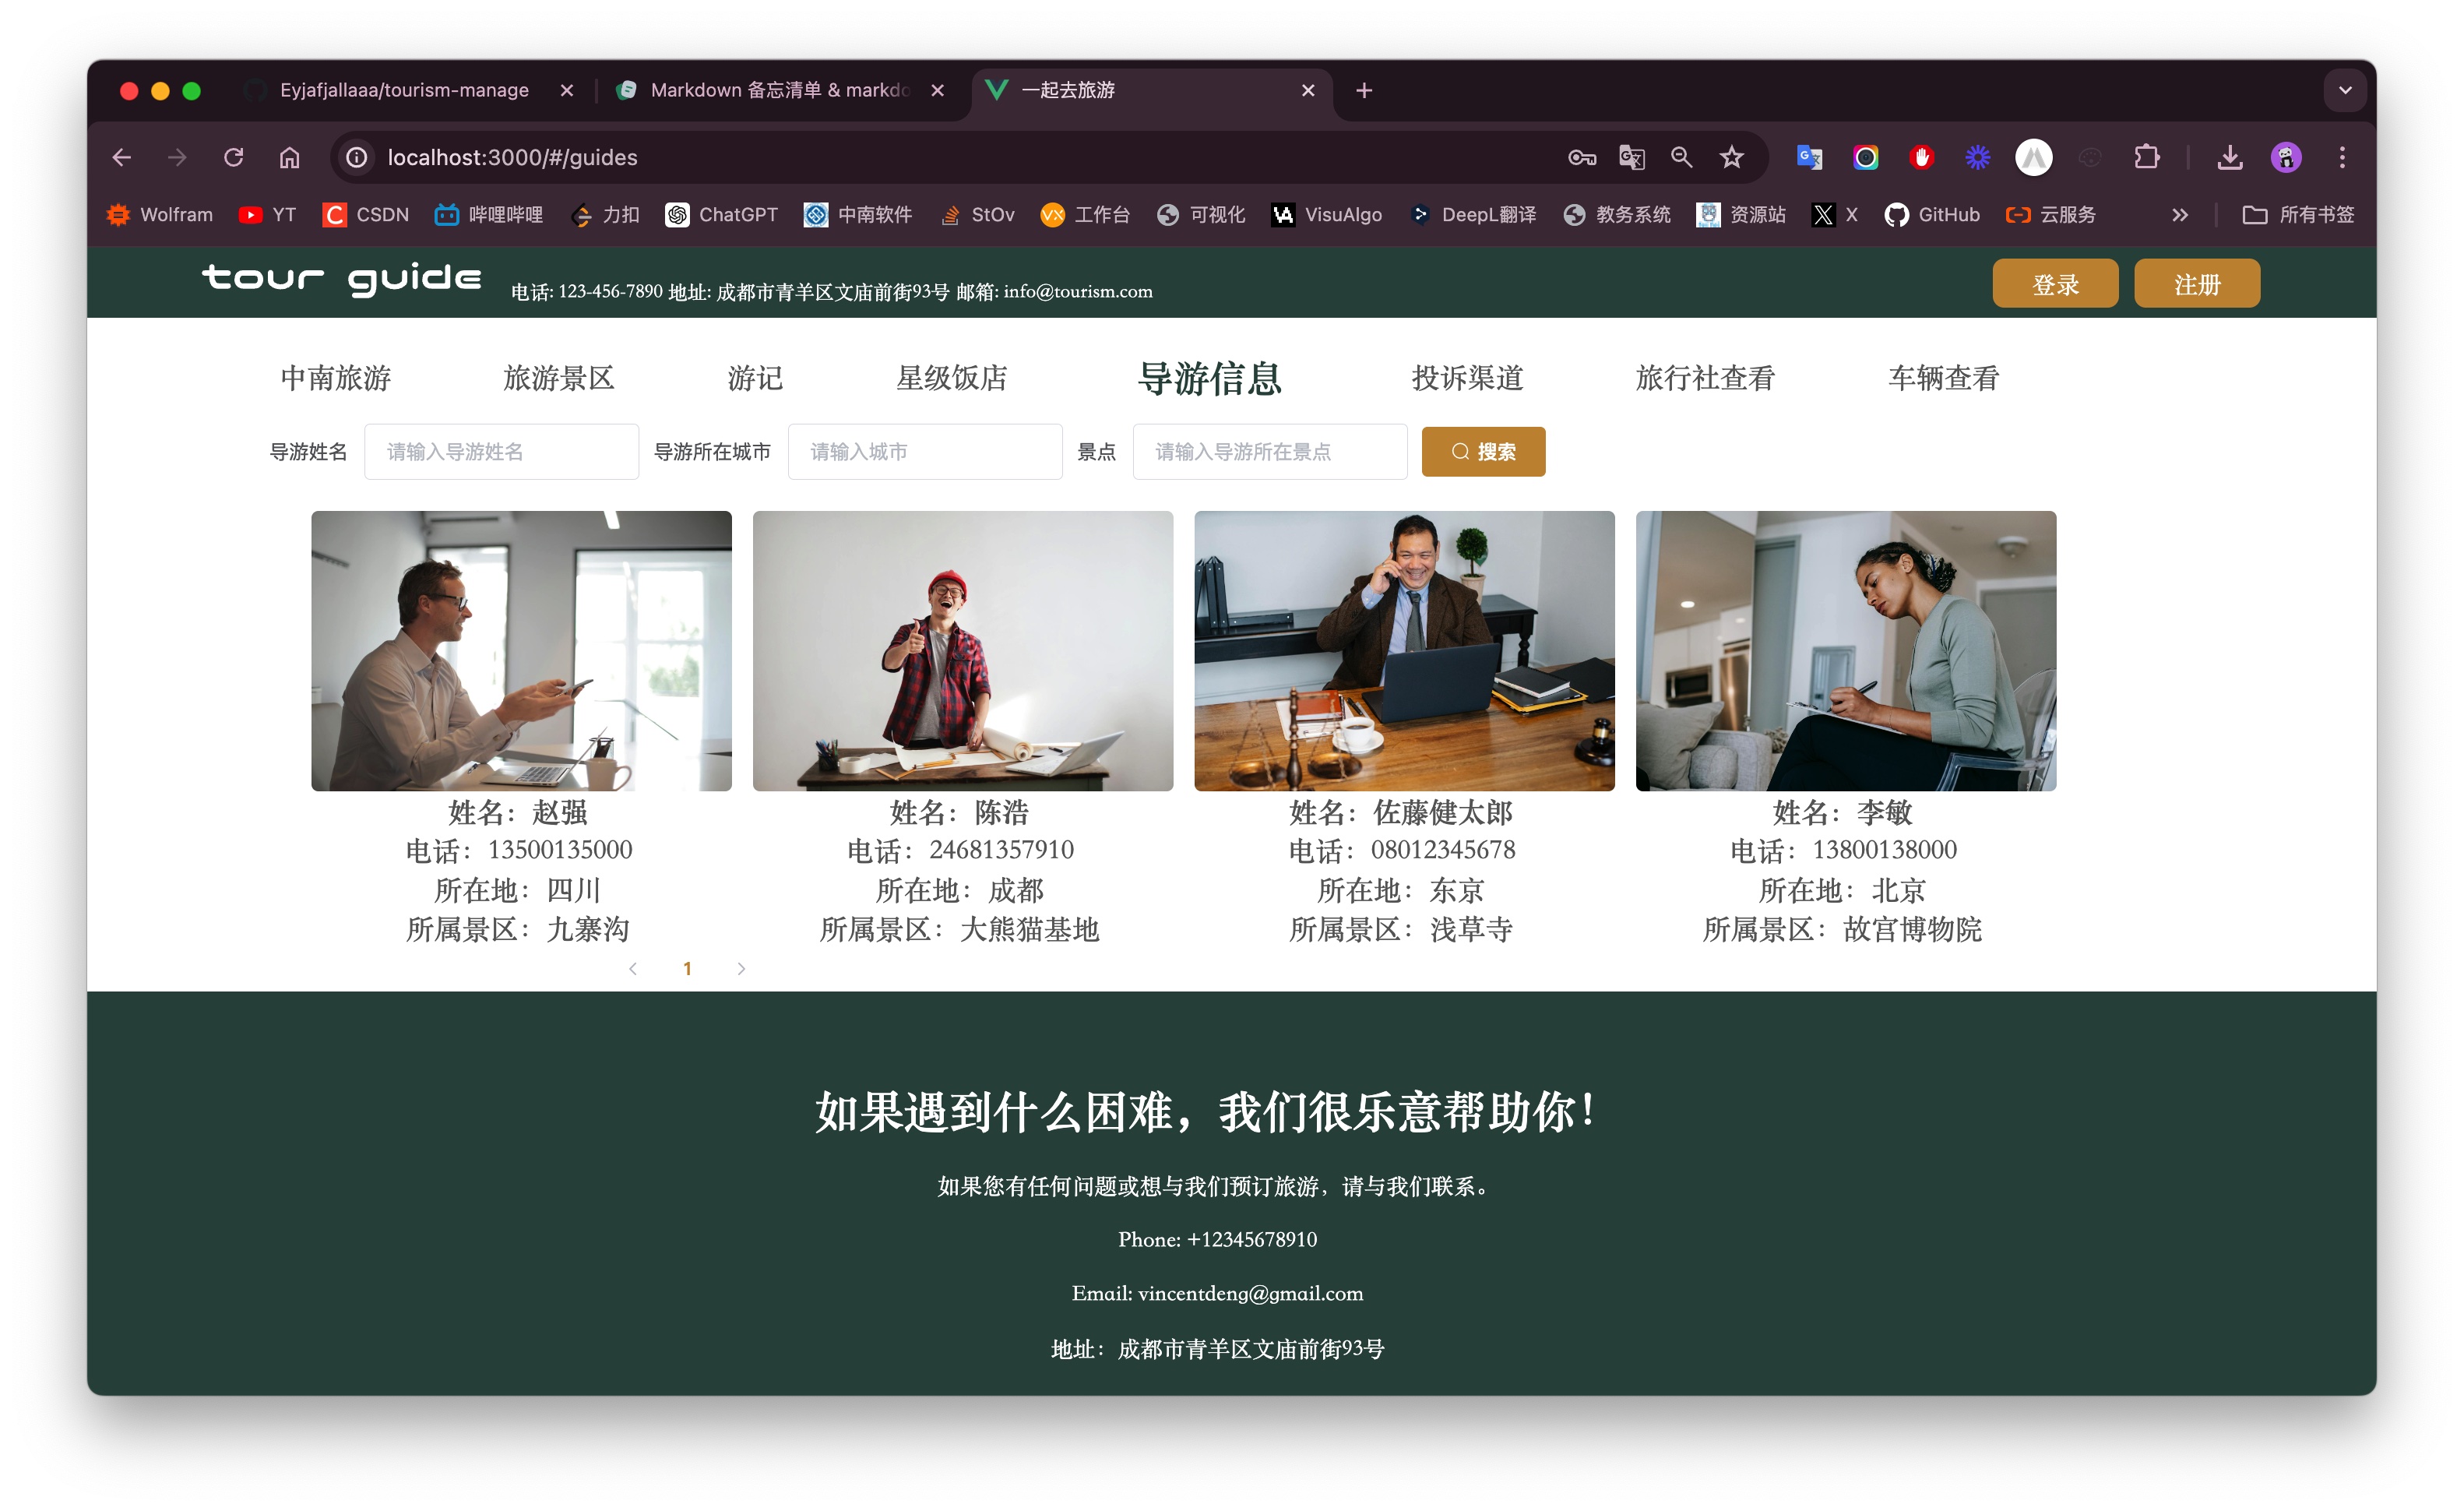 Eyjafjallaaa/tourism-manage
Markdown 备忘清单 & markdo
一起去旅游
localhost:3000/#/guides
Wolfram YT CSDN 哔哩哔哩 力扣 ChatGPT 中南软件 StOv 工作台 可视化 VisuAlgo DeepL翻译 教务系统 资源站 X GitHub 云服务 所有书签
tour guide 电话: 123-456-7890 地址: 成都市青羊区文庙前街93号 邮箱: info@tourism.com 登录 注册
中南旅游 旅游景区 游记 星级饭店 导游信息 投诉渠道 旅行社查看 车辆查看
导游姓名 请输入导游姓名 导游所在城市 请输入城市 景点 请输入导游所在景点 搜索
姓名：赵强
电话：13500135000
所在地：四川
所属景区：九寨沟
姓名：陈浩
电话：24681357910
所在地：成都
所属景区：大熊猫基地
姓名：佐藤健太郎
电话：08012345678
所在地：东京
所属景区：浅草寺
姓名：李敏
电话：13800138000
所在地：北京
所属景区：故宫博物院
1
如果遇到什么困难，我们很乐意帮助你！
如果您有任何问题或想与我们预订旅游，请与我们联系。
Phone: +12345678910
Email: vincentdeng@gmail.com
地址：成都市青羊区文庙前街93号